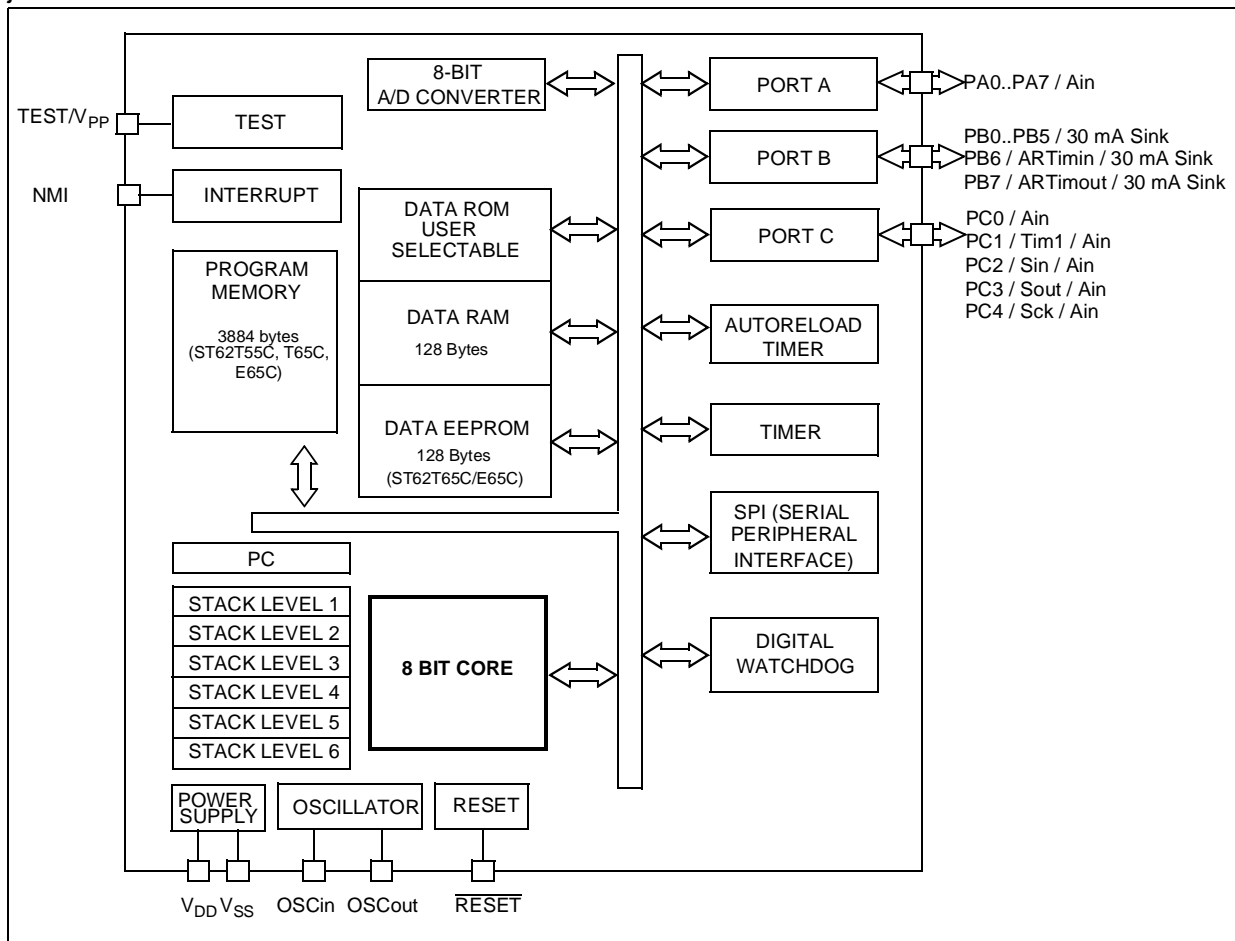 8-BIT
A/D CONVERTER
PORT A
PA0..PA7 / Ain
TEST/VPP
TEST
PORT B
PB0..PB5 / 30 mA Sink
PB6 / ARTimin / 30 mA Sink
PB7 / ARTimout / 30 mA Sink
NMI
INTERRUPT
DATA ROM
USER
SELECTABLE
PORT C
PC0 / Ain
PC1 / Tim1 / Ain
PC2 / Sin / Ain
PC3 / Sout / Ain
PC4 / Sck / Ain
PROGRAM
MEMORY
3884 bytes
(ST62T55C, T65C,
E65C)
DATA RAM
128 Bytes
AUTORELOAD
TIMER
DATA EEPROM
128 Bytes
(ST62T65C/E65C)
TIMER
SPI (SERIAL
PERIPHERAL
INTERFACE)
PC
STACK LEVEL 1
STACK LEVEL 2
STACK LEVEL 3
STACK LEVEL 4
STACK LEVEL 5
STACK LEVEL 6
8 BIT CORE
DIGITAL
WATCHDOG
POWER
SUPPLY
OSCILLATOR
RESET
VDD VSS OSCin OSCout RESET